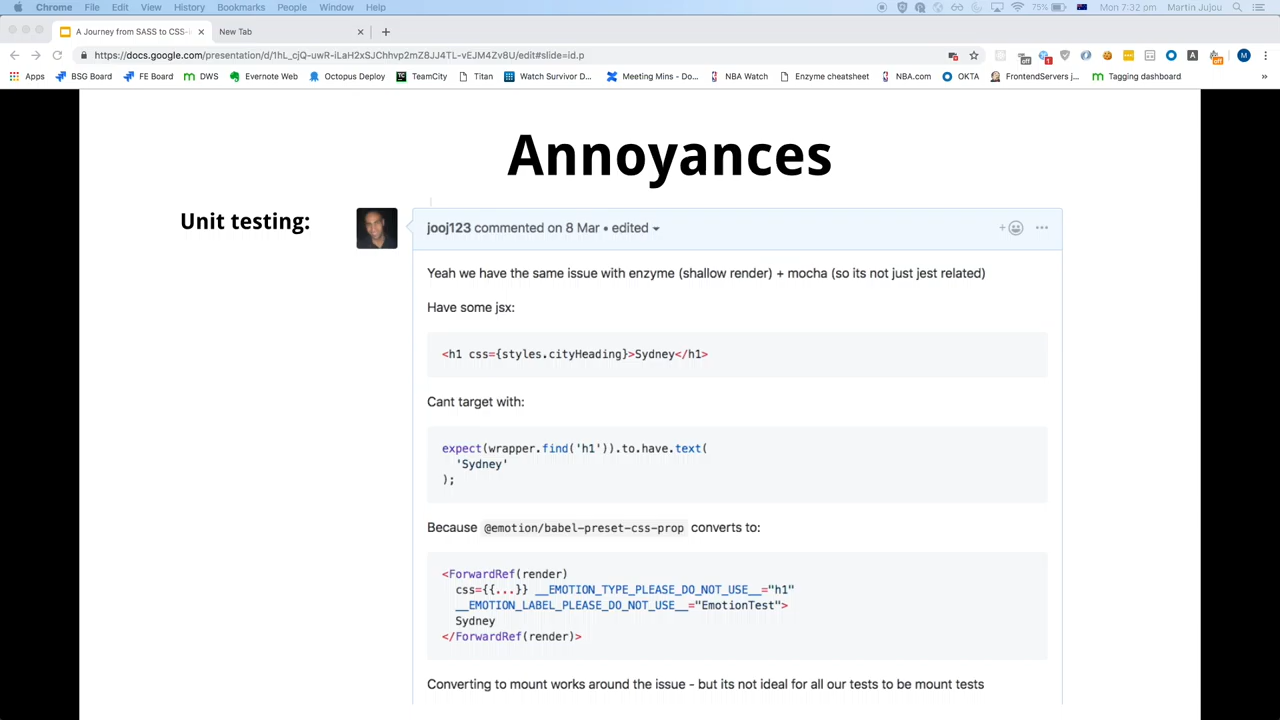 Chrome File Edit View History Bookmarks People Window Help 75% Mon 7:32 pm Martin Jujou
A Journey from SASS to CSS-i New Tab
https://docs.google.com/presentation/d/1hL_cjQ-uwR-iLaH2xSJChhvp2mZ8JJ4TL-vEJM4Zv8U/edit#slide=id.p
Apps BSG Board FE Board DWS Evernote Web Octopus Deploy TeamCity Titan Watch Survivor D... Meeting Mins - Do... NBA Watch Enzyme cheatsheet NBA.com OKTA FrontendServers j... Tagging dashboard »
Annoyances
Unit testing:
jooj123 commented on 8 Mar • edited
Yeah we have the same issue with enzyme (shallow render) + mocha (so its not just jest related)
Have some jsx:
<h1 css={styles.cityHeading}>Sydney</h1>
Cant target with:
expect(wrapper.find('h1')).to.have.text(
'Sydney'
);
Because @emotion/babel-preset-css-prop converts to:
<ForwardRef(render)
css={{...}} __EMOTION_TYPE_PLEASE_DO_NOT_USE__="h1"
__EMOTION_LABEL_PLEASE_DO_NOT_USE__="EmotionTest">
Sydney
</ForwardRef(render)>
Converting to mount works around the issue - but its not ideal for all our tests to be mount tests